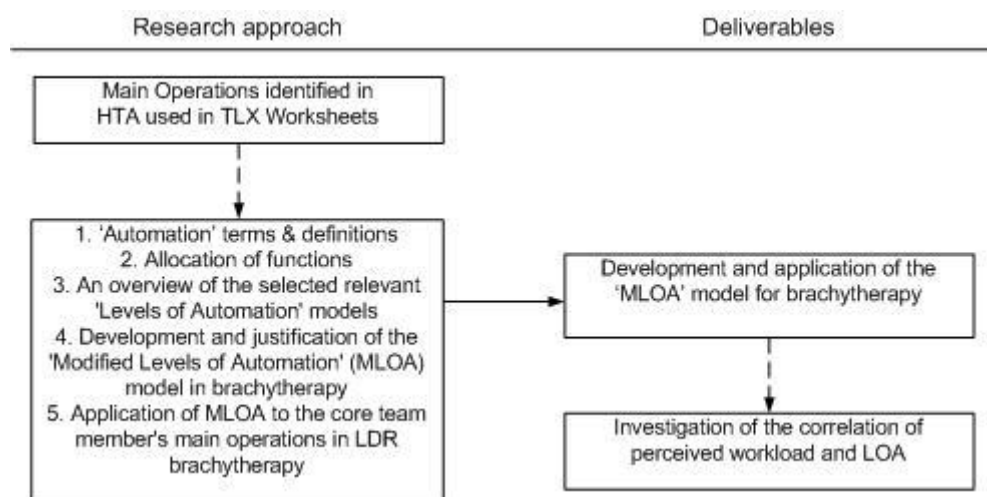 Research approach
Deliverables
Main Operations identified in
HTA used in TLX Worksheets
1. 'Automation' terms & definitions
2. Allocation of functions
3. An overview of the selected relevant
'Levels of Automation' models
4. Development and justification of the
'Modified Levels of Automation' (MLOA)
model in brachytherapy
5. Application of MLOA to the core team
member's main operations in LDR
brachytherapy
Development and application of the
'MLOA' model for brachytherapy
Investigation of the correlation of
perceived workload and LOA